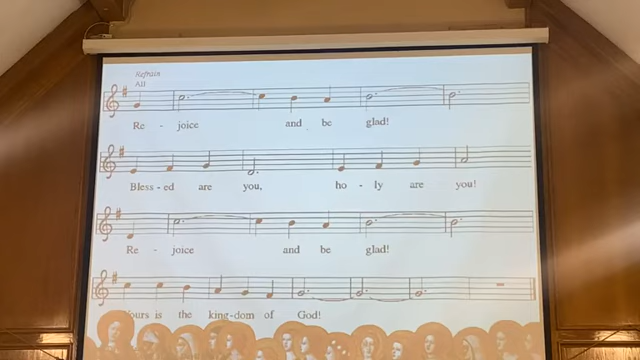 Refrain
All
Re - joice and be glad!
Bless - ed are you, ho - ly are you!
Re - joice and be glad!
Yours is the king - dom of God!